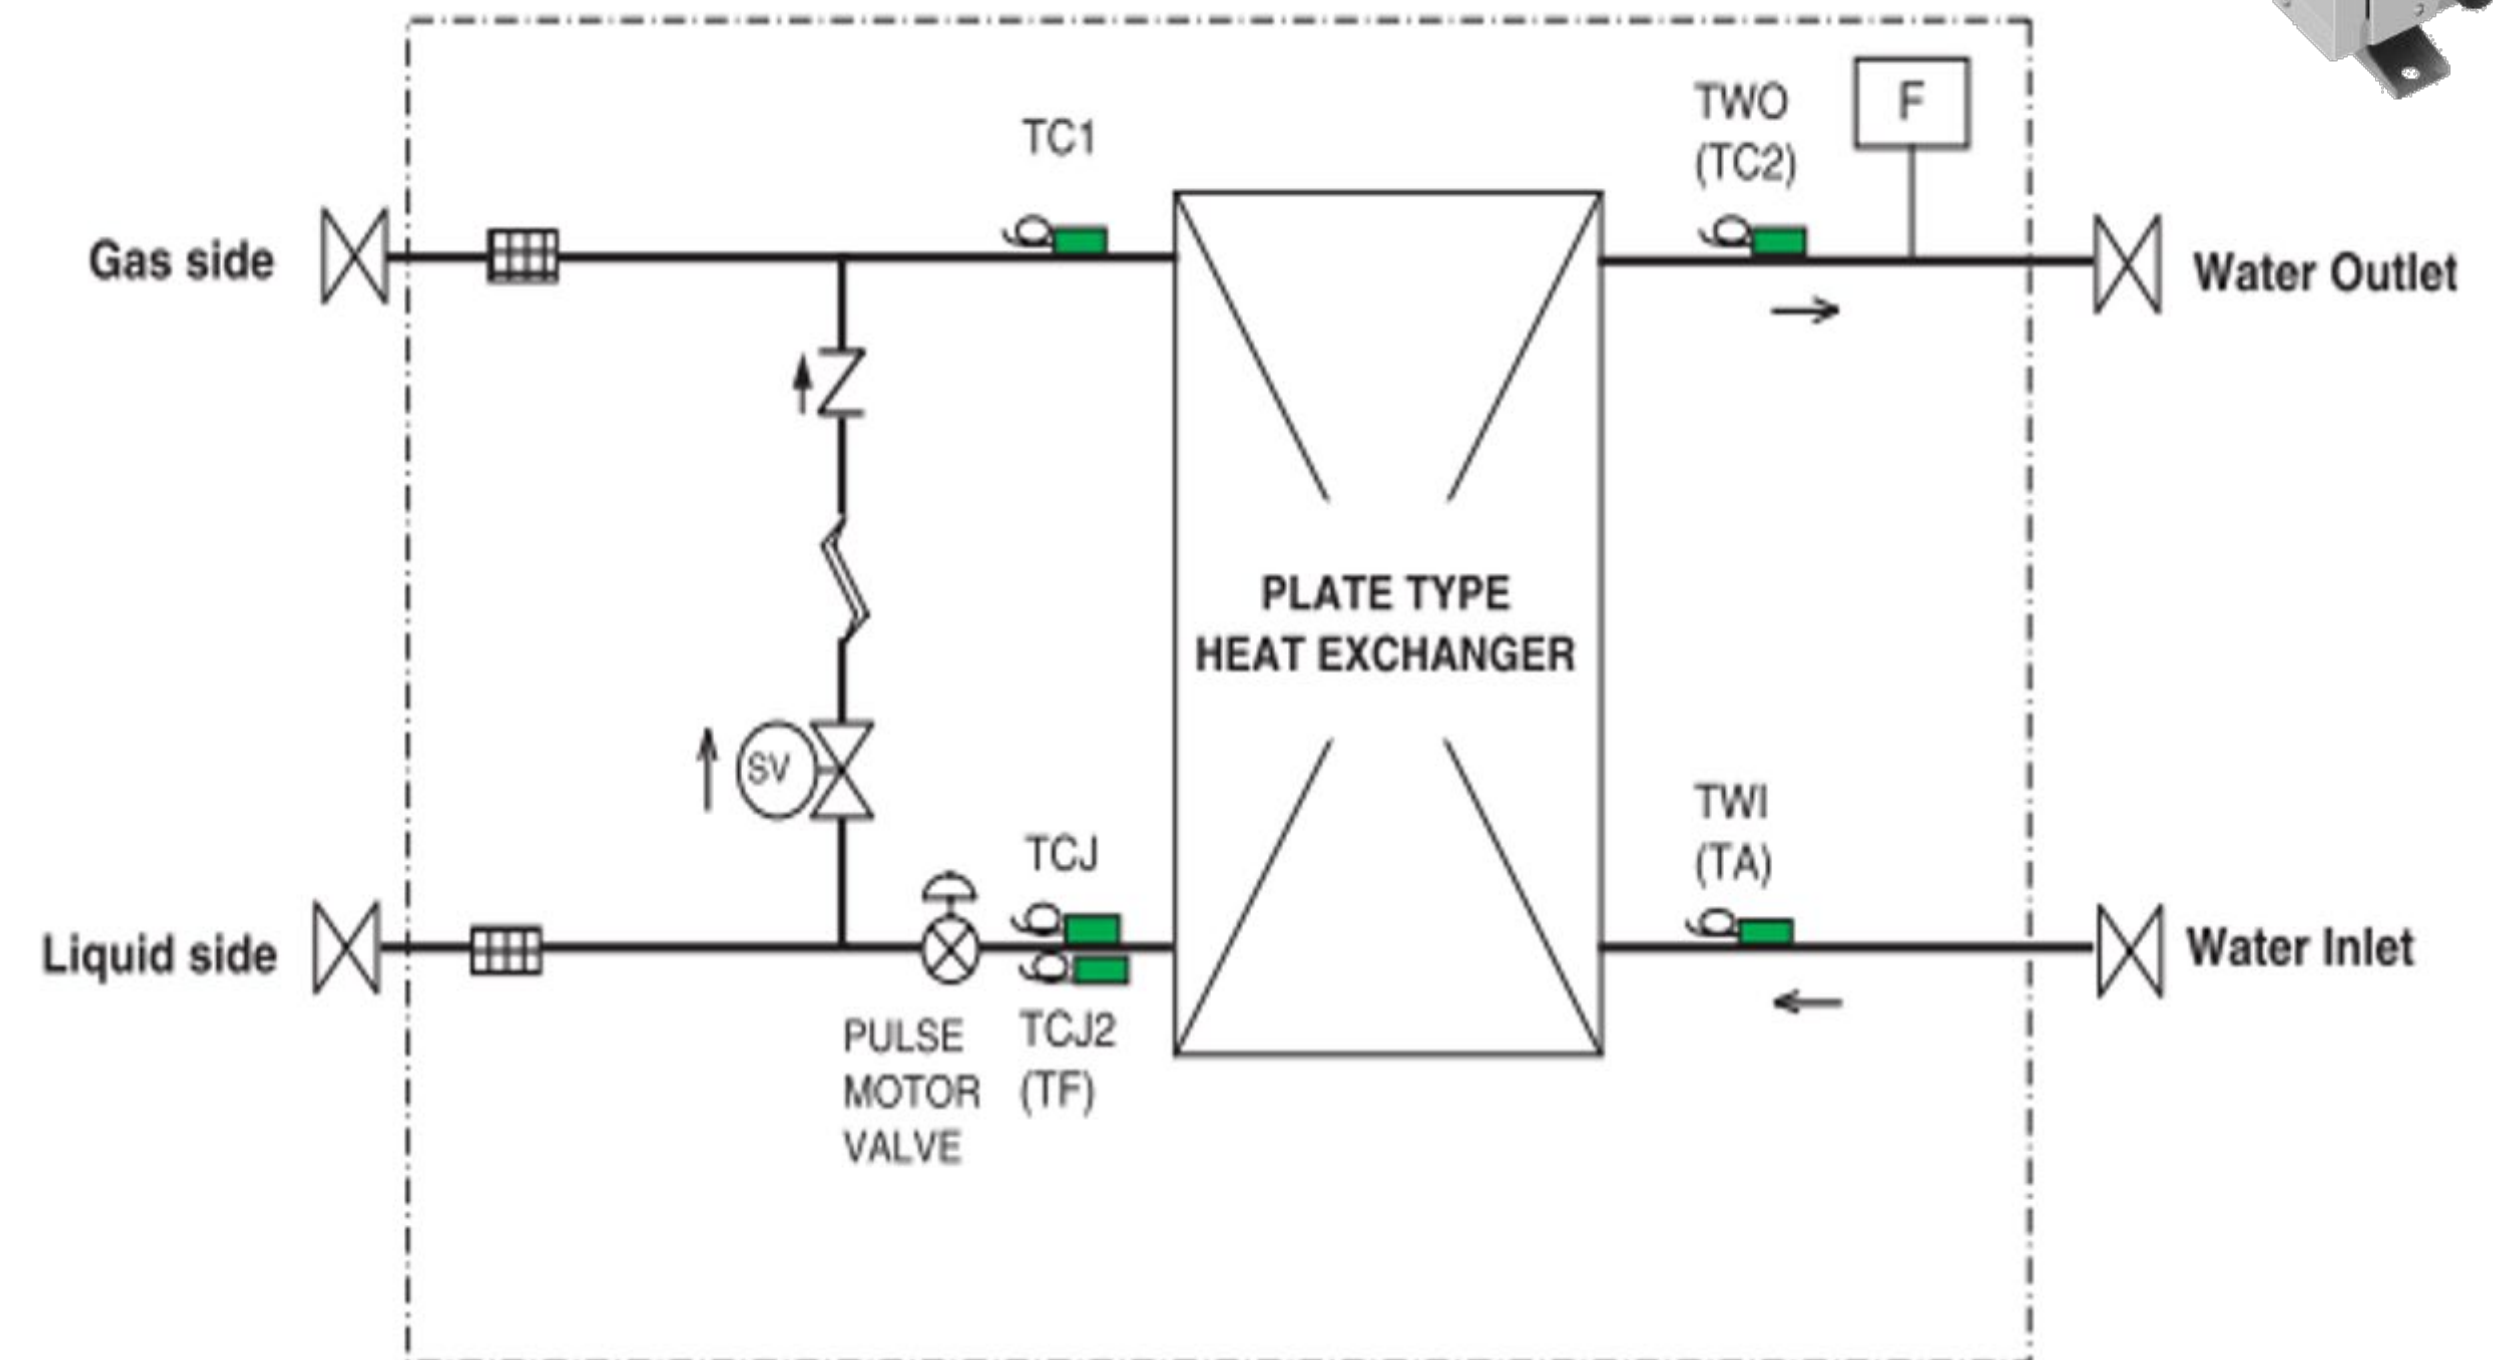 TWO
(TC2)
F
TC1
Gas side
Water Outlet
PLATE TYPE
HEAT EXCHANGER
SV
TWI
(TA)
TCJ
Liquid side
Water Inlet
PULSE
MOTOR
VALVE
TCJ2
(TF)